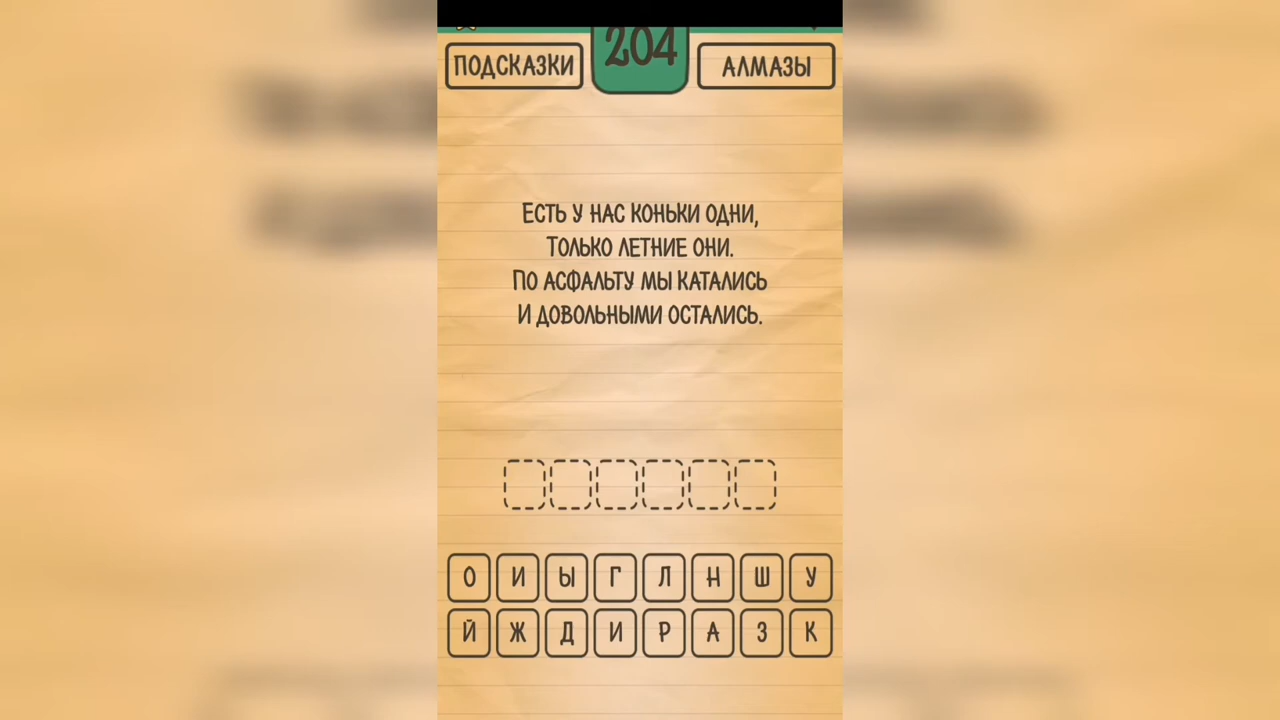 204
ПОДСКАЗКИ
АЛМАЗЫ
ЕСТЬ У НАС КОНЬКИ ОДНИ,
ТОЛЬКО ЛЕТНИЕ ОНИ.
ПО АСФАЛЬТУ МЫ КАТАЛИСЬ
И ДОВОЛЬНЫМИ ОСТАЛИСЬ.
О И Ы Г Л Н Ш У
Й Ж Д И Р А З К